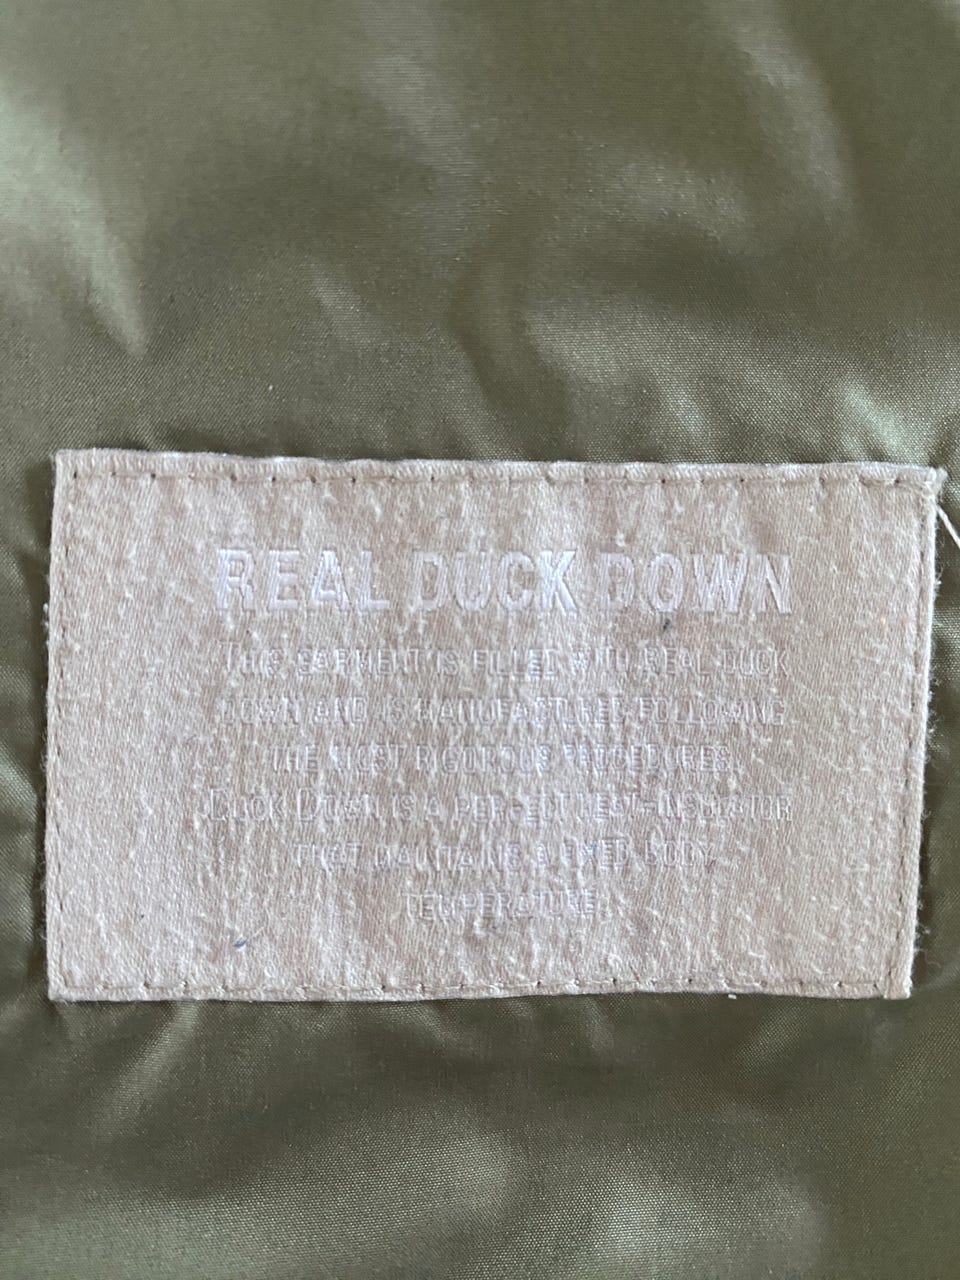 REAL DUCK DOWN
THIS GARMENT IS FILLED WITH REAL DUCK
DOWN AND IS MANUFACTURED FOLLOWING
THE MOST RIGOROUS PROCEDURES.
DUCK DOWN IS A PERFECT HEAT-INSULATOR
THAT MAINTAINS A FIXED BODY
TEMPERATURE.